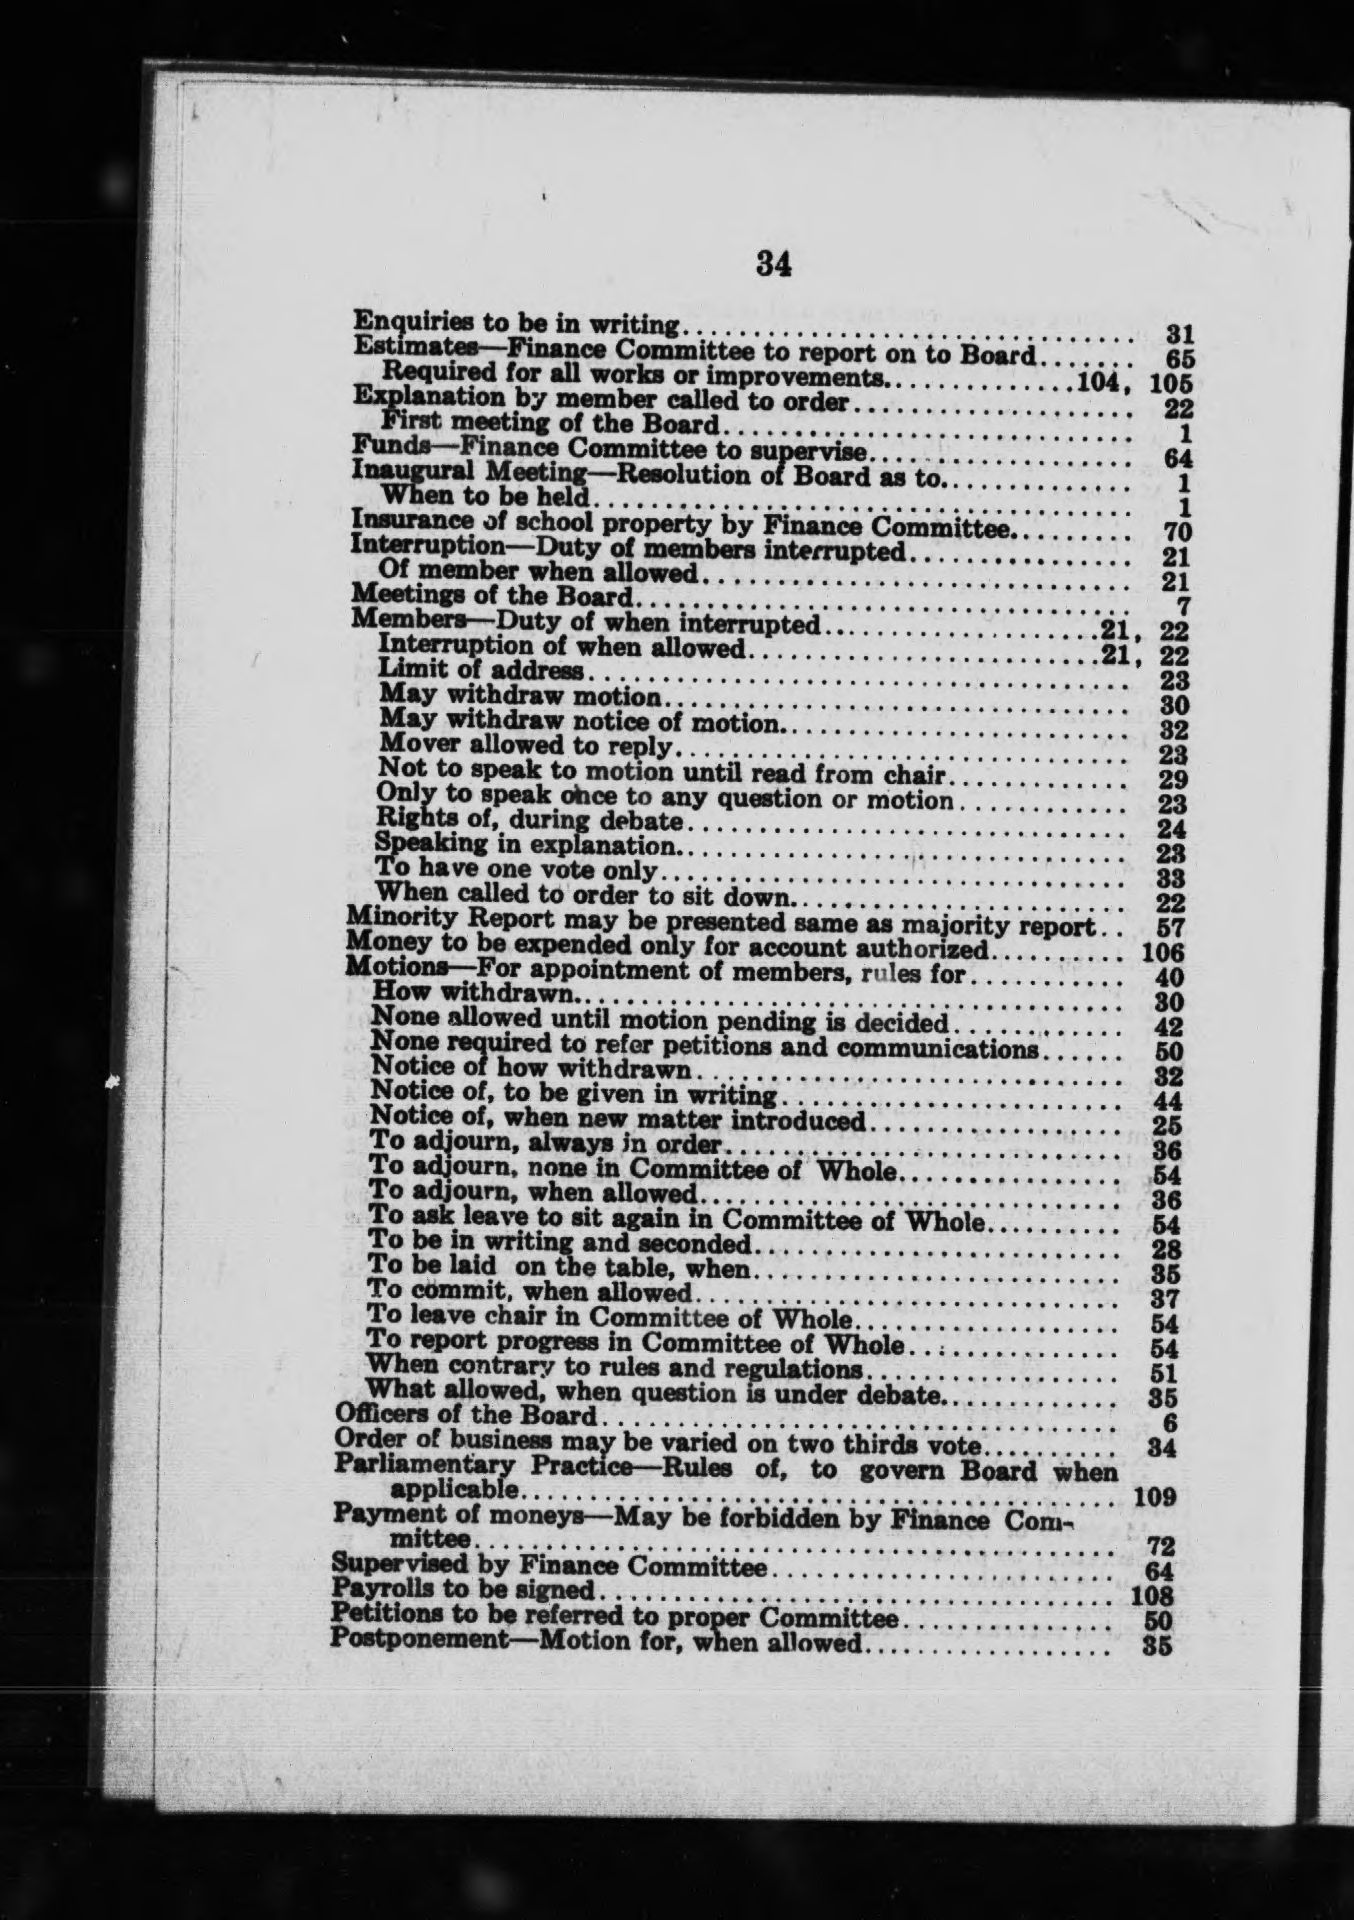 34
Enquiries to be in writing................................ 31
Estimates—Finance Committee to report on to Board....... 65
Required for all works or improvements..............104, 105
Explanation by member called to order.................... 22
First meeting of the Board............................. 1
Funds—Finance Committee to supervise................... 64
Inaugural Meeting—Resolution of Board as to.............. 1
When to be held...................................... 1
Insurance of school property by Finance Committee......... 70
Interruption—Duty of members interrupted................ 21
Of member when allowed.............................. 21
Meetings of the Board.................................... 7
Members—Duty of when interrupted....................21, 22
Interruption of when allowed..........................21, 22
Limit of address...................................... 23
May withdraw motion................................ 30
May withdraw notice of motion........................ 32
Mover allowed to reply................................ 23
Not to speak to motion until read from chair............. 29
Only to speak once to any question or motion............ 23
Rights of, during debate............................... 24
Speaking in explanation................................ 23
To have one vote only................................. 33
When called to order to sit down........................ 22
Minority Report may be presented same as majority report.. 57
Money to be expended only for account authorized.......... 106
Motions—For appointment of members, rules for........... 40
How withdrawn...................................... 30
None allowed until motion pending is decided............ 42
None required to refer petitions and communications...... 50
Notice of how withdrawn.............................. 32
Notice of, to be given in writing........................ 44
Notice of, when new matter introduced.................. 25
To adjourn, always in order............................ 36
To adjourn, none in Committee of Whole................ 54
To adjourn, when allowed.............................. 36
To ask leave to sit again in Committee of Whole.......... 54
To be in writing and seconded.......................... 28
To be laid on the table, when.......................... 35
To commit, when allowed.............................. 37
To leave chair in Committee of Whole................... 54
To report progress in Committee of Whole............... 54
When contrary to rules and regulations.................. 51
What allowed, when question is under debate............. 35
Officers of the Board...................................... 6
Order of business may be varied on two thirds vote.......... 34
Parliamentary Practice—Rules of, to govern Board when
applicable.......................................... 109
Payment of moneys—May be forbidden by Finance Com-
mittee............................................. 72
Supervised by Finance Committee........................ 64
Payrolls to be signed.................................... 108
Petitions to be referred to proper Committee............... 50
Postponement—Motion for, when allowed.................. 35